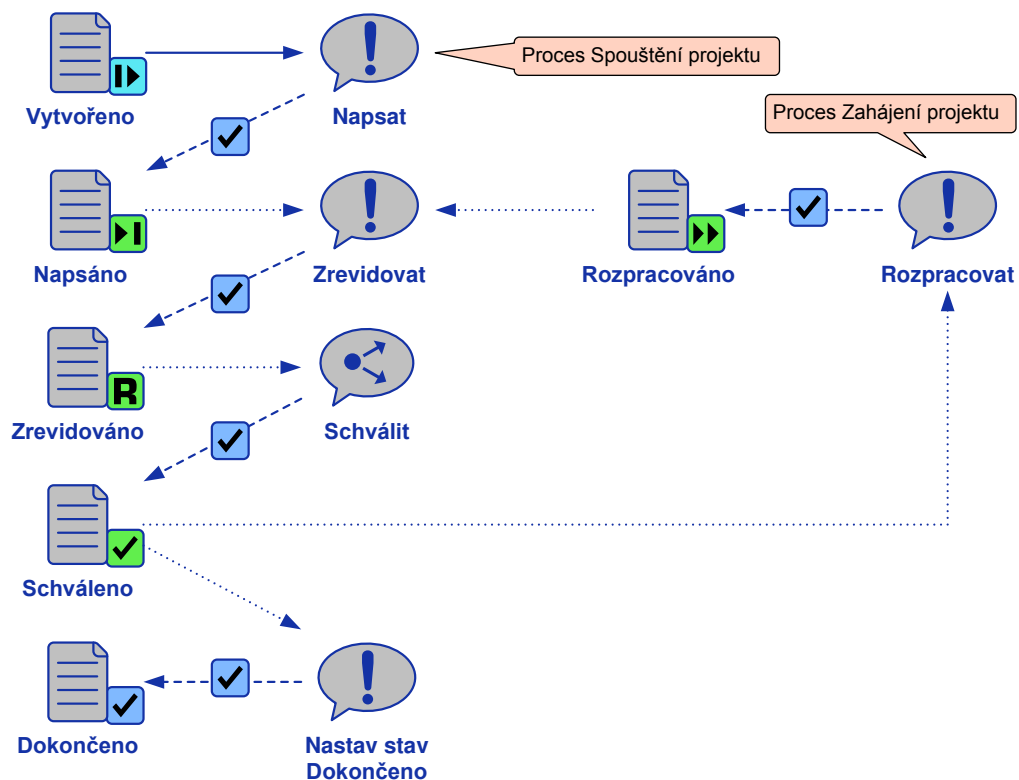 Proces Spouštění projektu
Vytvořeno
Napsat
Proces Zahájení projektu
Napsáno
Zrevidovat
Rozpracováno
Rozpracovat
R
Zrevidováno
Schválit
Schváleno
Dokončeno
Nastav stav
Dokončeno